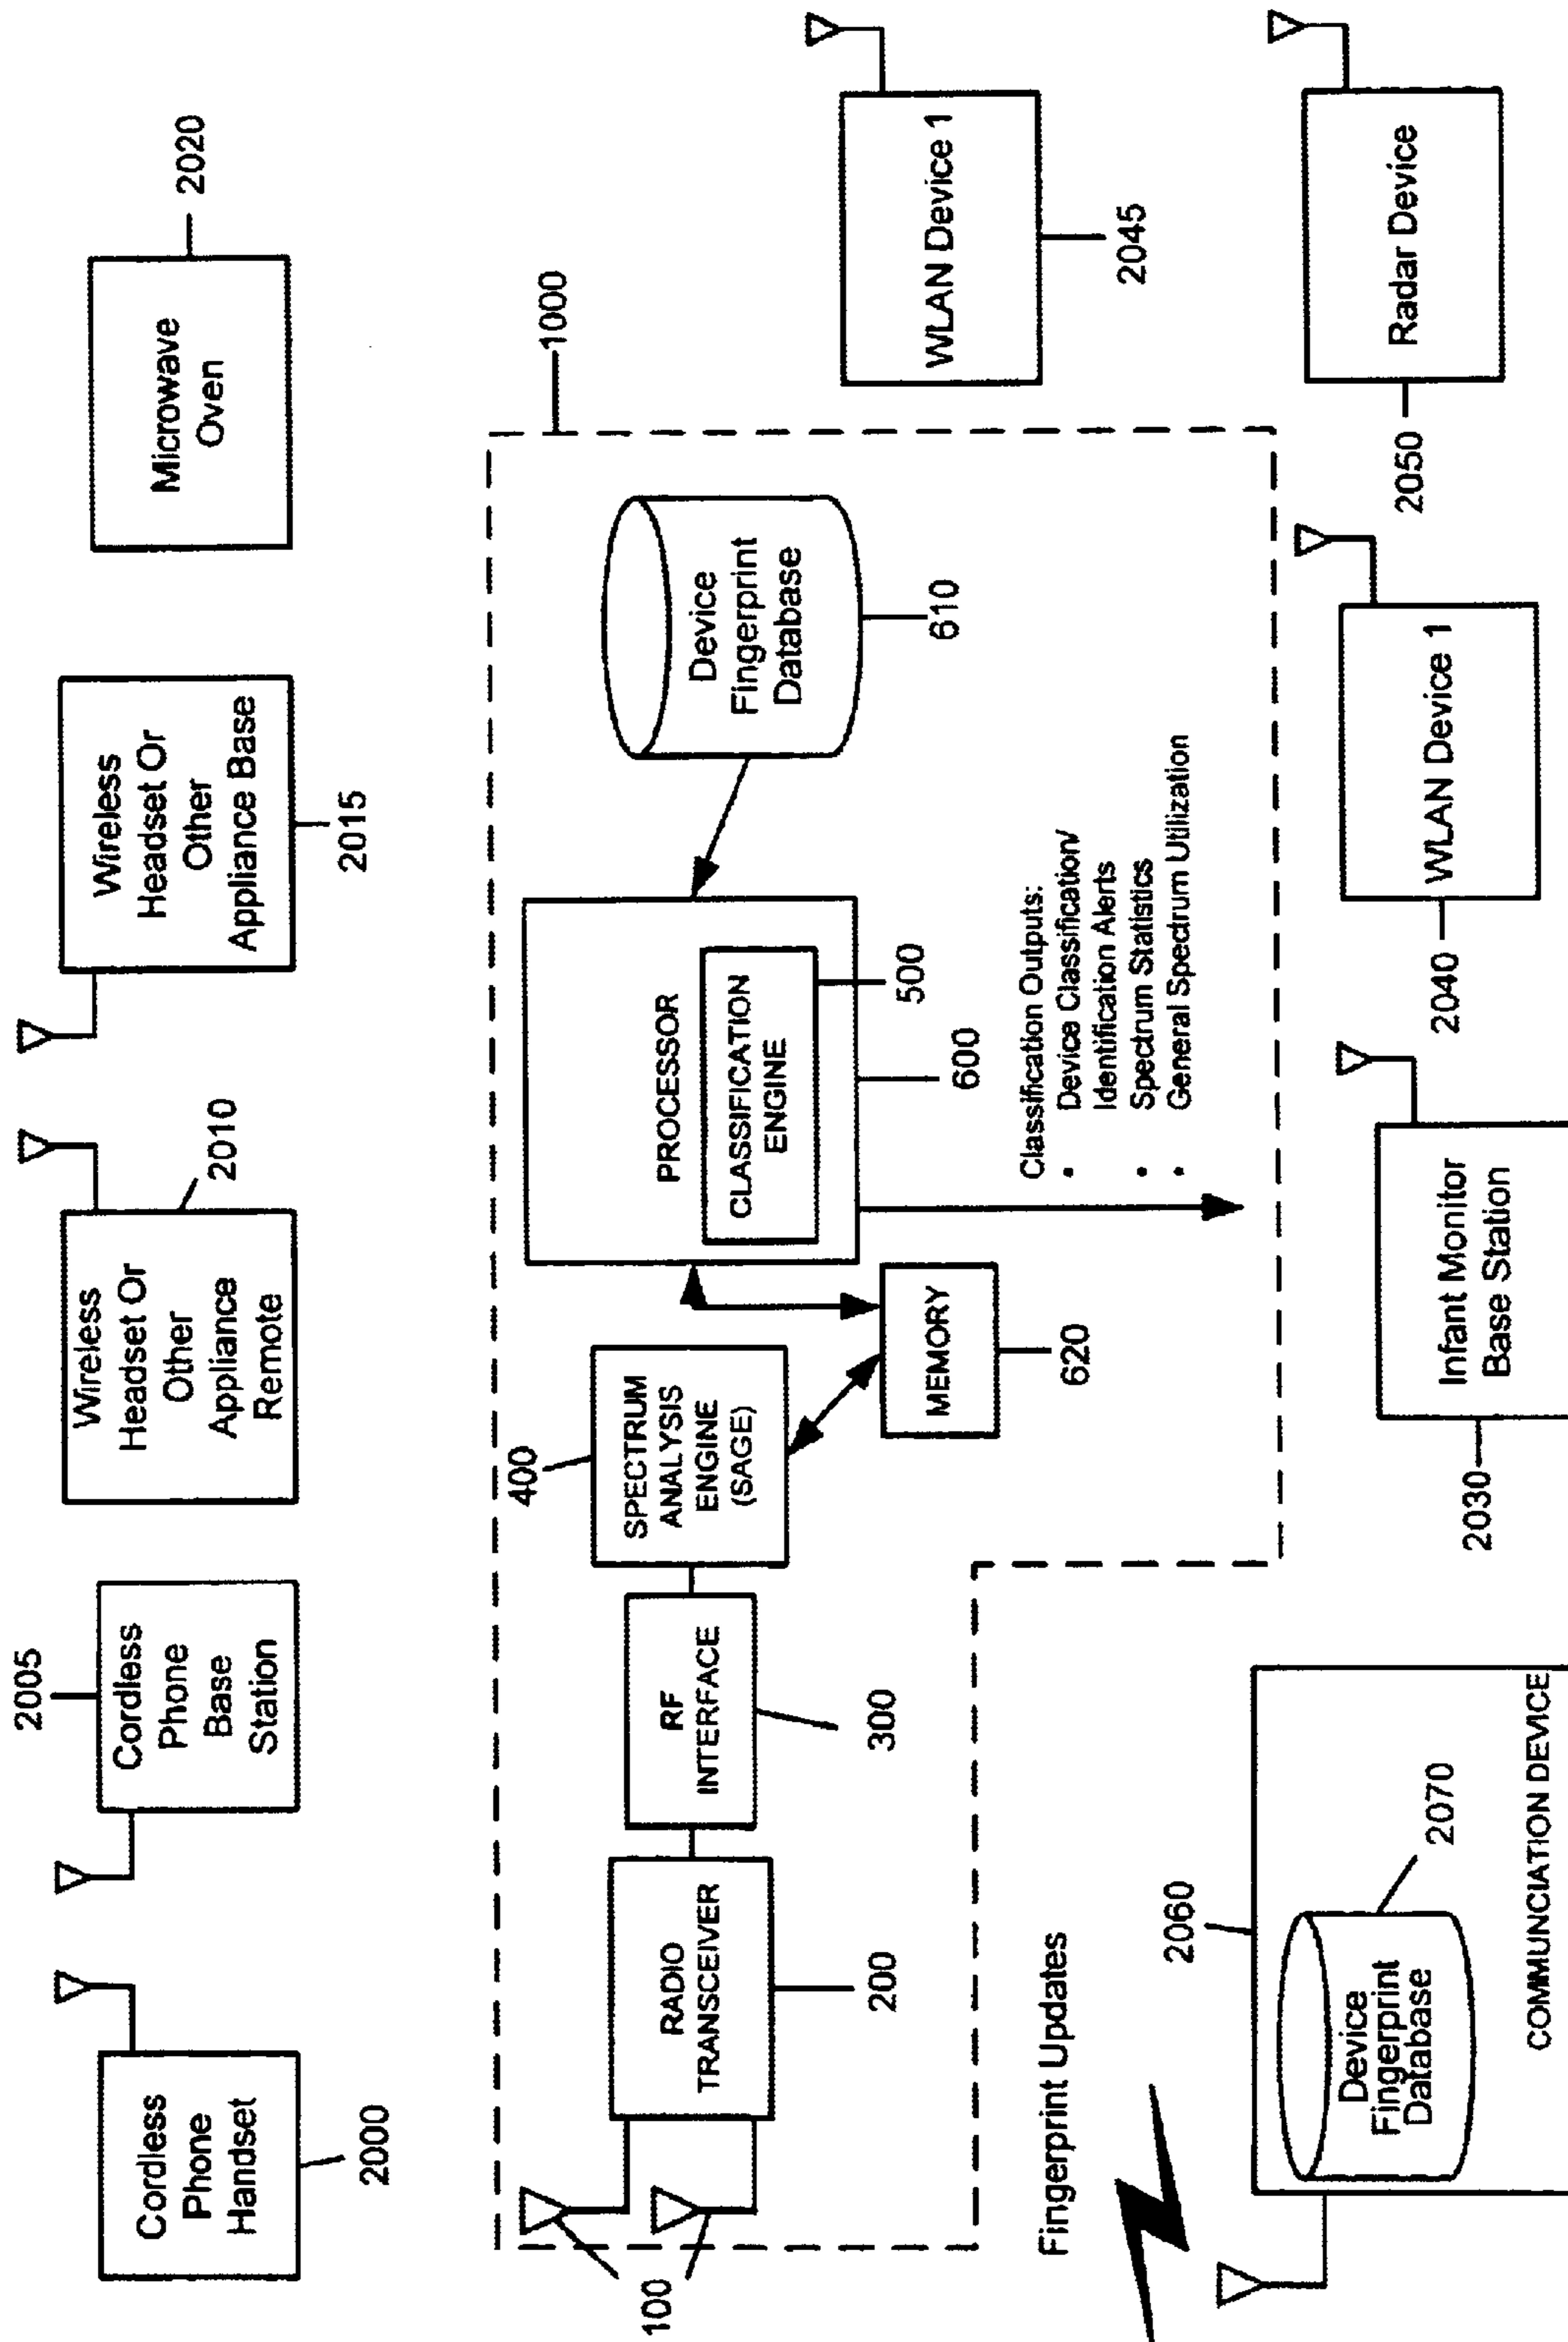 2005
2020
Cordless
Phone
Handset
2000
Cordless
Phone
Base
Station
Wireless
Headset Or
Other
Appliance
Remote
2010
Wireless
Headset Or
Other
Appliance Base
2015
Microwave
Oven
1000
100
RADIO
TRANSCEIVER
200
RF
INTERFACE
300
400
SPECTRUM
ANALYSIS
ENGINE
(SAGE)
MEMORY
620
PROCESSOR
CLASSIFICATION
ENGINE
500
600
Device
Fingerprint
Database
610
Classification Outputs:
• Device Classification/
Identification Alerts
• Spectrum Statistics
• General Spectrum Utilization
WLAN Device 1
2045
Fingerprint Updates
2060
Device
Fingerprint
Database
2070
COMMUNCIATION DEVICE
Infant Monitor
Base Station
2030
WLAN Device 1
2040
Radar Device
2050